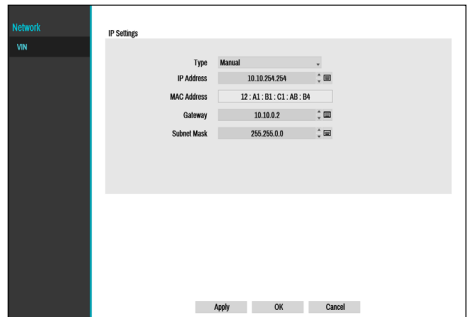 Network
VIN
IP Settings
Type Manual
IP Address 10.10.254.254
MAC Address 12 : A1 : B1 : C1 : AB : B4
Gateway 10.10.0.2
Subnet Mask 255.255.0.0
Apply OK Cancel